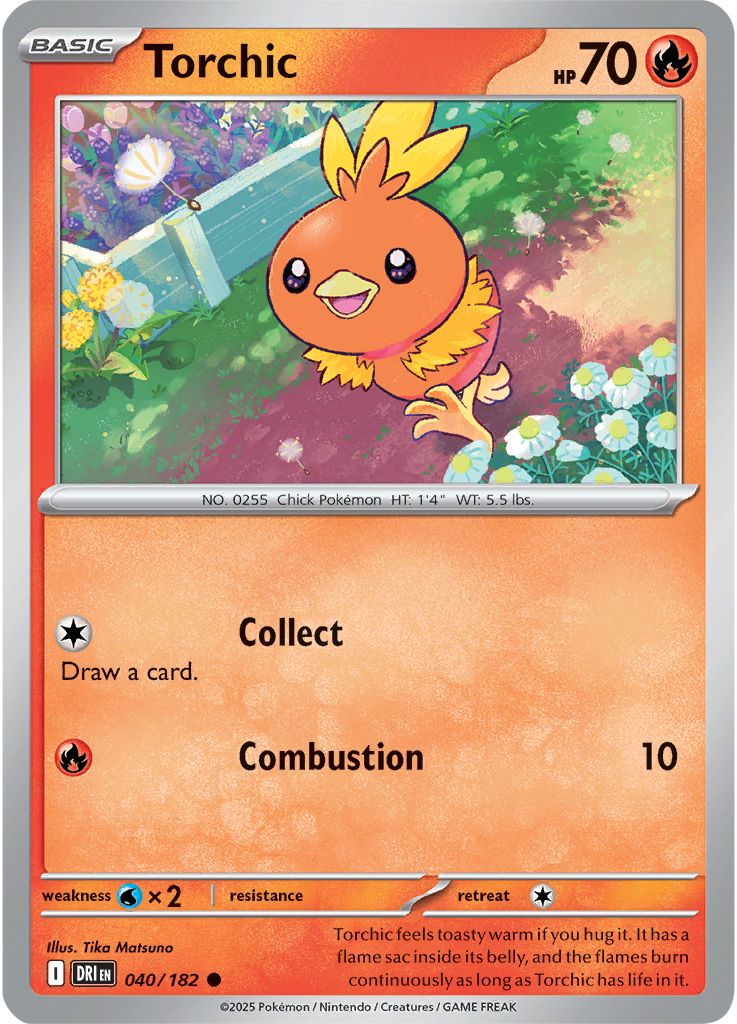 BASIC Torchic HP 70
NO. 0255 Chick Pokémon HT: 1'4" WT: 5.5 lbs.
Collect
Draw a card.
Combustion 10
weakness ×2 resistance retreat
Illus. Tika Matsuno
Torchic feels toasty warm if you hug it. It has a
flame sac inside its belly, and the flames burn
continuously as long as Torchic has life in it.
I DRI EN 040/182
©2025 Pokémon / Nintendo / Creatures / GAME FREAK